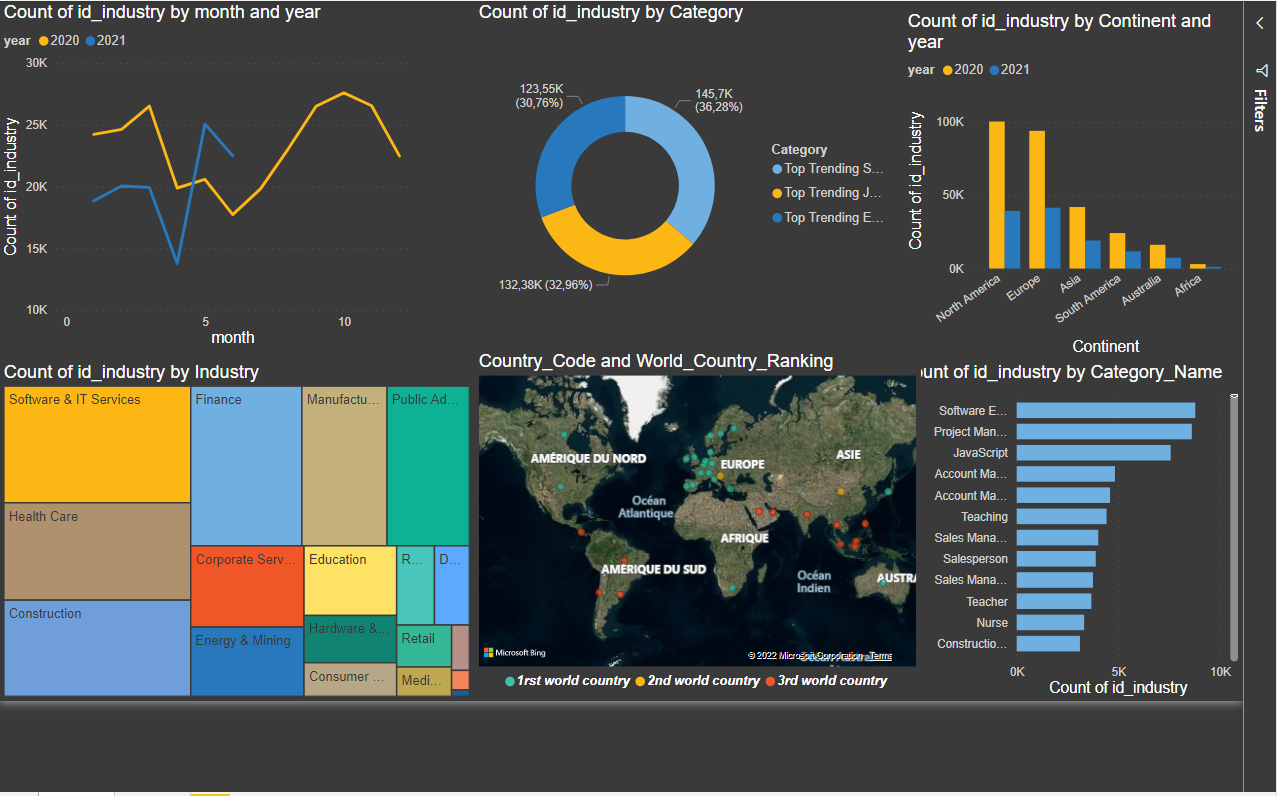 Count of id_industry by month and year
year 2020 2021
30K
25K
20K
15K
10K
Count of id_industry
0 5 10
month
Count of id_industry by Category
123,55K
(30,76%)
145,7K
(36,28%)
132,38K (32,96%)
Category
Top Trending S...
Top Trending J...
Top Trending E...
Count of id_industry by Continent and
year
year 2020 2021
100K
50K
0K
Count of id_industry
North America
Europe
Asia
South America
Australia
Africa
Continent
Filters
Count of id_industry by Industry
Software & IT Services
Health Care
Construction
Finance
Manufactu...
Public Ad...
Corporate Serv...
Energy & Mining
Education
Hardware &...
Consumer ...
R...
D...
Retail
Medi...
Country_Code and World_Country_Ranking
AMÉRIQUE DU NORD
EUROPE
ASIE
Océan
Atlantique
AFRIQUE
AMÉRIQUE DU SUD
Océan
Indien
AUSTRA
Microsoft Bing
© 2022 Microsoft Corporation Terms
1rst world country 2nd world country 3rd world country
unt of id_industry by Category_Name
Software E...
Project Man...
JavaScript
Account Ma...
Account Ma...
Teaching
Sales Mana...
Salesperson
Sales Mana...
Teacher
Nurse
Constructio...
0K 5K 10K
Count of id_industry